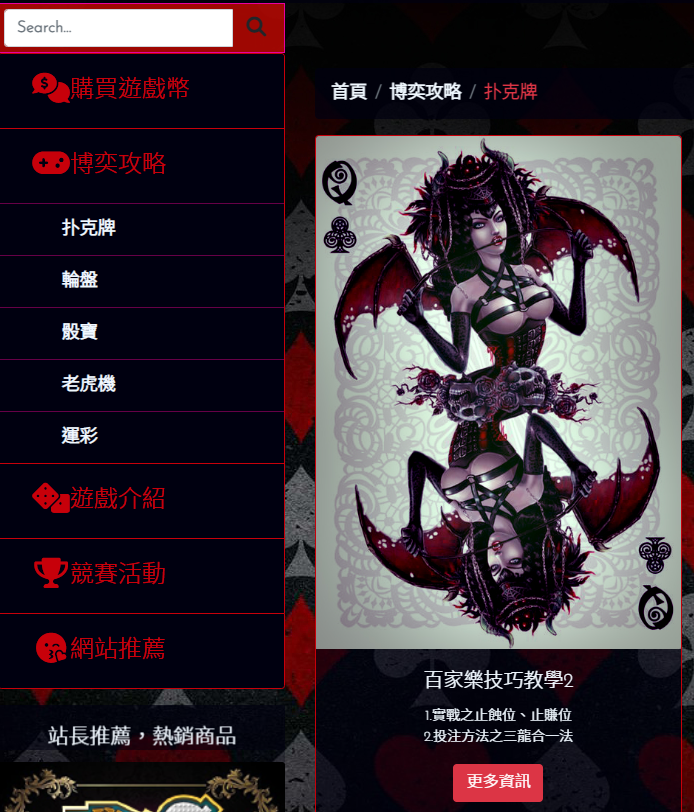 Search...
購買遊戲幣
博奕攻略
扑克牌
輪盤
骰寶
老虎機
運彩
遊戲介紹
競賽活動
網站推薦
站長推薦，熱銷商品
首頁 / 博奕攻略 / 扑克牌
Q
Q
百家樂技巧教學2
1.實戰之止蝕位、止賺位
2.投注方法之三龍合一法
更多資訊